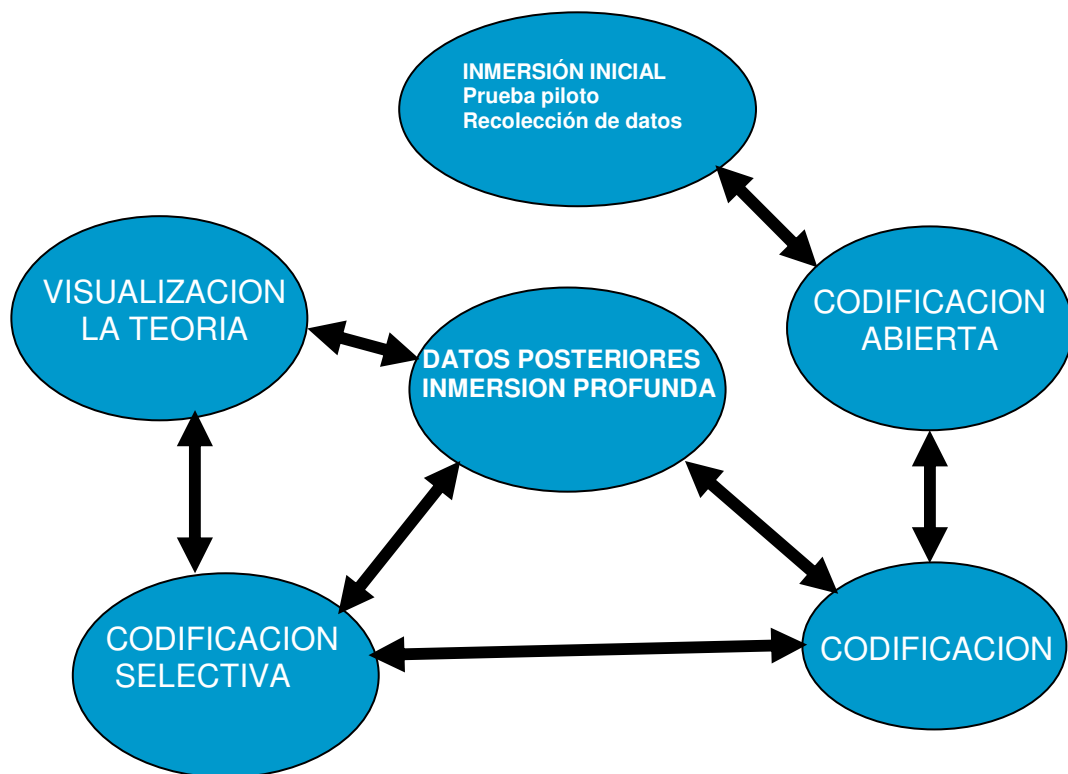 INMERSIÓN INICIAL
Prueba piloto
Recolección de datos
VISUALIZACION
LA TEORIA
CODIFICACION
ABIERTA
DATOS POSTERIORES
INMERSION PROFUNDA
CODIFICACION
SELECTIVA
CODIFICACION